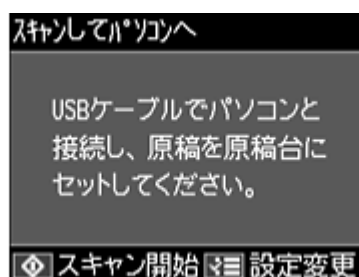 ｽｷｬﾝしてﾊﾟｿｺﾝへ
USBケーブルでパソコンと
接続し、原稿を原稿台に
セットしてください。
スキャン開始 設定変更